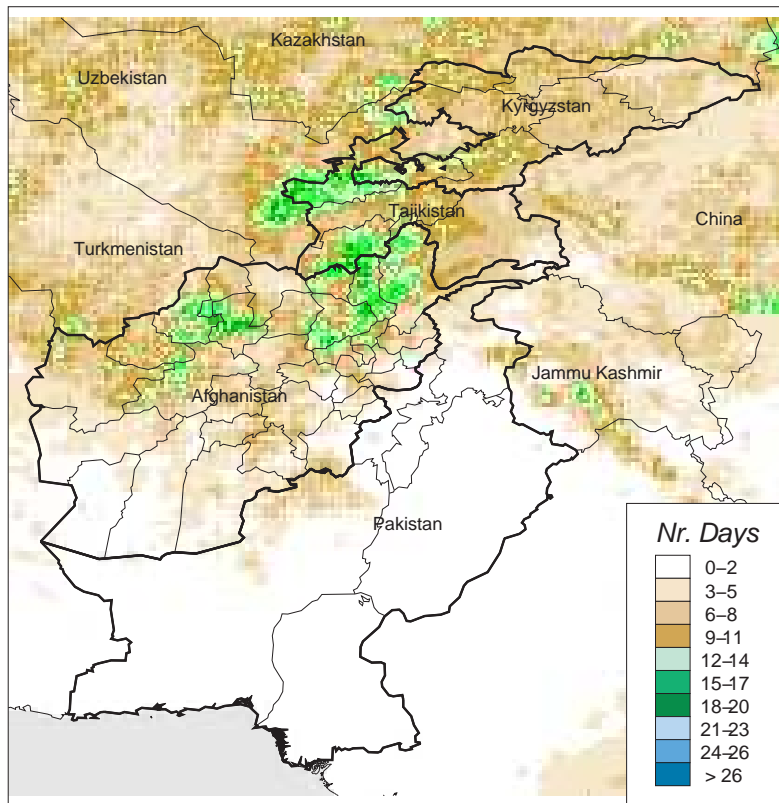 Kazakhstan
Uzbekistan
Kyrgyzstan
Tajikistan
China
Turkmenistan
Jammu Kashmir
Afghanistan
Pakistan
Nr. Days
0–2
3–5
6–8
9–11
12–14
15–17
18–20
21–23
24–26
> 26